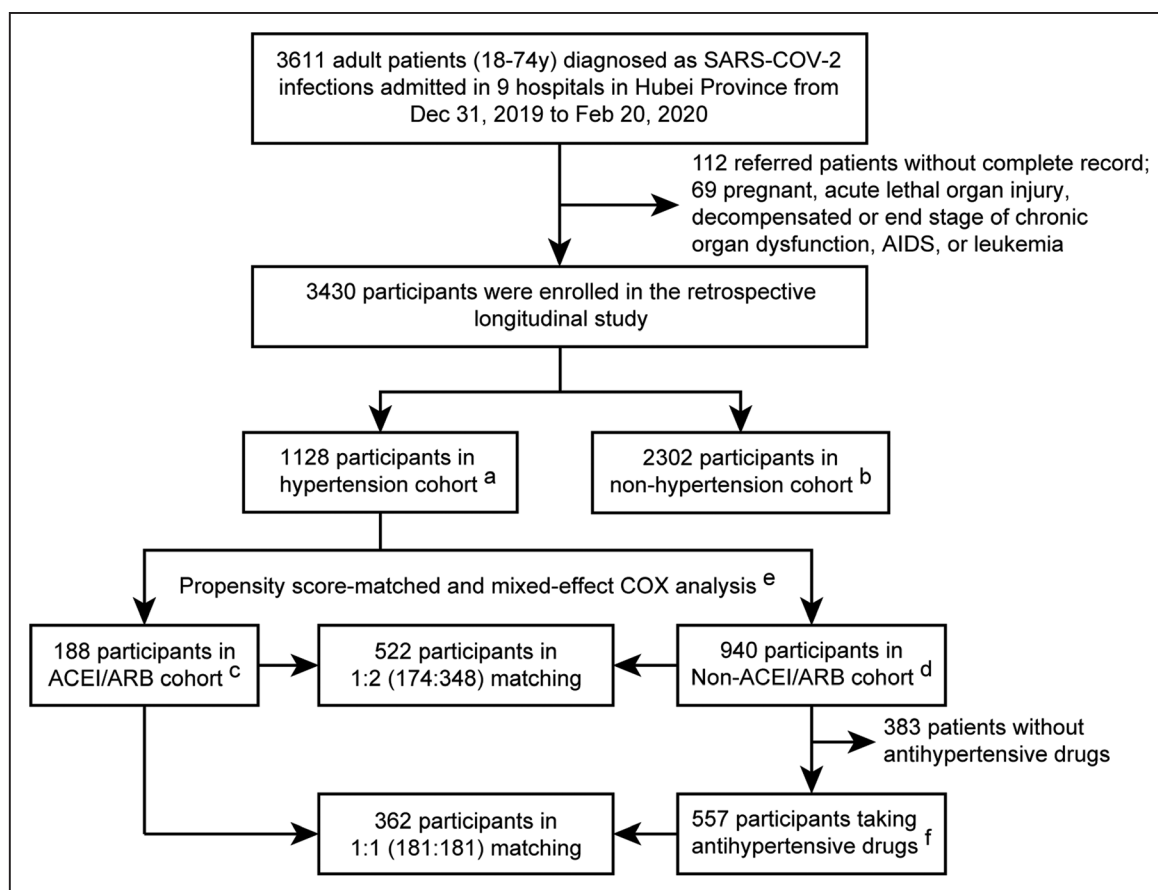 3611 adult patients (18-74y) diagnosed as SARS-COV-2
infections admitted in 9 hospitals in Hubei Province from
Dec 31, 2019 to Feb 20, 2020
112 referred patients without complete record;
69 pregnant, acute lethal organ injury,
decompensated or end stage of chronic
organ dysfunction, AIDS, or leukemia
3430 participants were enrolled in the retrospective
longitudinal study
1128 participants in
hypertension cohort a
2302 participants in
non-hypertension cohort b
Propensity score-matched and mixed-effect COX analysis e
188 participants in
ACEI/ARB cohort c
522 participants in
1:2 (174:348) matching
940 participants in
Non-ACEI/ARB cohort d
383 patients without
antihypertensive drugs
362 participants in
1:1 (181:181) matching
557 participants taking
antihypertensive drugs f